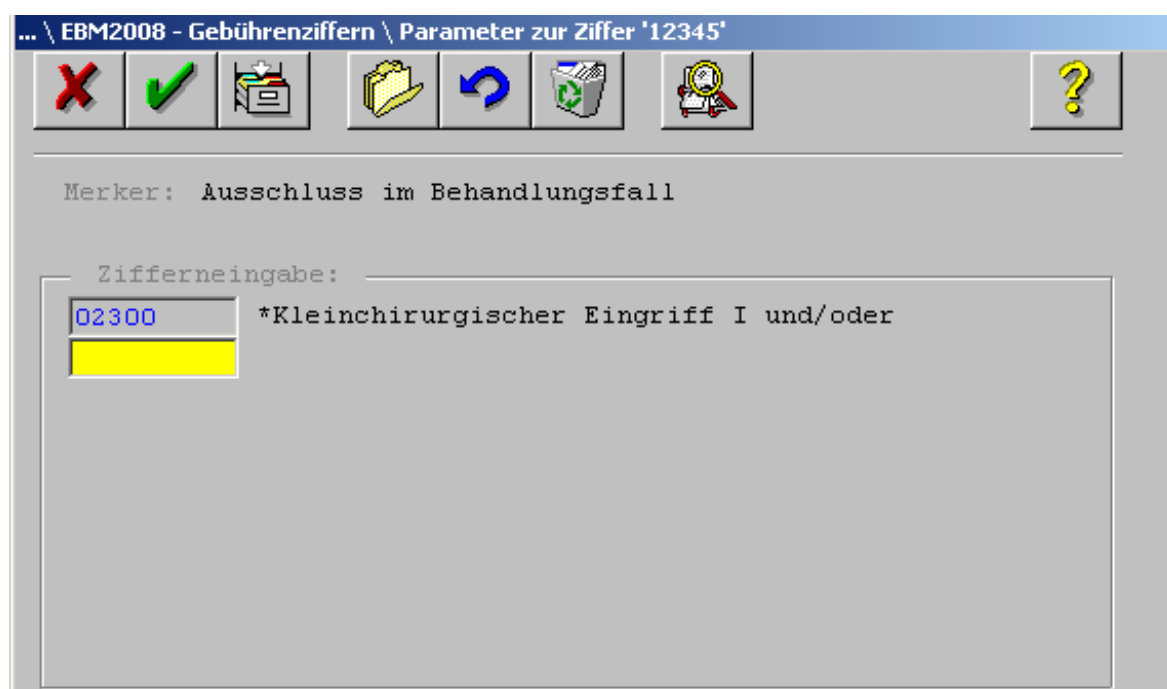 ... \ EBM2008 - Gebührenziffern \ Parameter zur Ziffer '12345'
Merker: Ausschluss im Behandlungsfall
Zifferneingabe:
02300 *Kleinchirurgischer Eingriff I und/oder